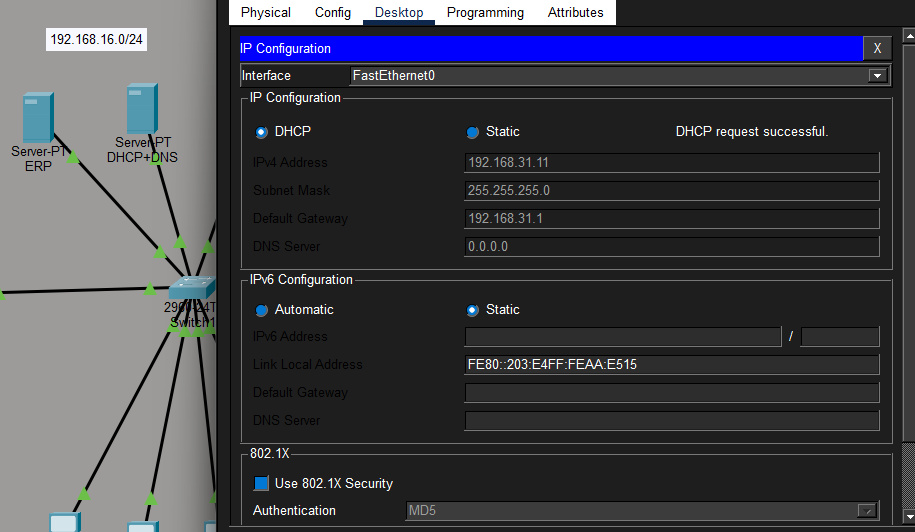 Physical Config Desktop Programming Attributes
192.168.16.0/24
IP Configuration X
Interface FastEthernet0
IP Configuration
DHCP Static DHCP request successful.
IPv4 Address 192.168.31.11
Subnet Mask 255.255.255.0
Default Gateway 192.168.31.1
DNS Server 0.0.0.0
IPv6 Configuration
Automatic Static
IPv6 Address /
Link Local Address FE80::203:E4FF:FEAA:E515
Default Gateway
DNS Server
802.1X
Use 802.1X Security
Authentication MD5
Server-PT
ERP
Server-PT
DHCP+DNS
Switch1